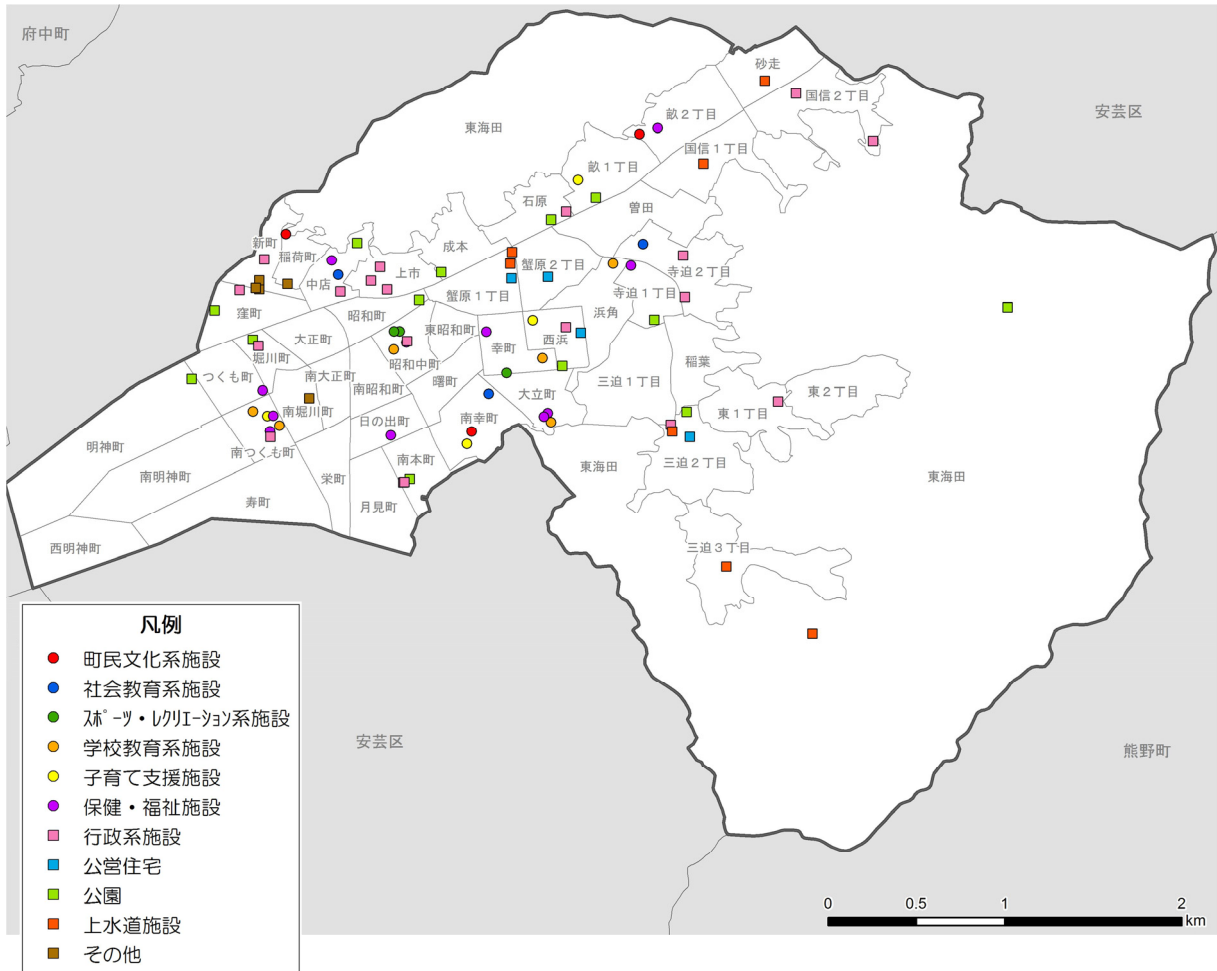 府中町
砂走
国信２丁目
畝２丁目
安芸区
東海田
国信１丁目
畝１丁目
石原
曽田
新町
稲荷町
成本
中店
上市
蟹原２丁目
寺迫２丁目
寺迫１丁目
窪町
昭和町
蟹原１丁目
浜角
大正町
東昭和町
幸町
西浜
堀川町
昭和中町
稲葉
つくも町
南大正町
南昭和町
曙町
三迫１丁目
東２丁目
南堀川町
大立町
東１丁目
日の出町
南幸町
明神町
南つくも町
南本町
東海田
三迫２丁目
東海田
南明神町
栄町
寿町
月見町
西明神町
三迫３丁目
凡例
町民文化系施設
社会教育系施設
ｽﾎﾟｰﾂ・ﾚｸﾘｴｰｼｮﾝ系施設
学校教育系施設
安芸区
熊野町
子育て支援施設
保健・福祉施設
行政系施設
公営住宅
公園
上水道施設
その他
0 0.5 1 2
km